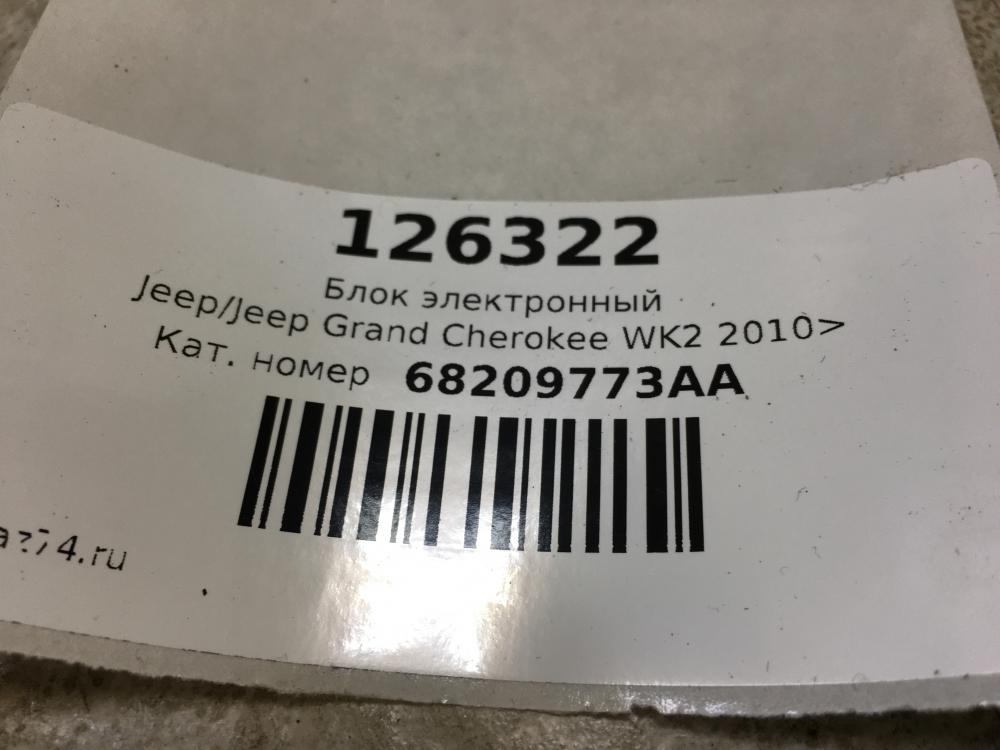 126322
Блок электронный
Jeep/Jeep Grand Cherokee WK2 2010>
Кат. номер 68209773AA